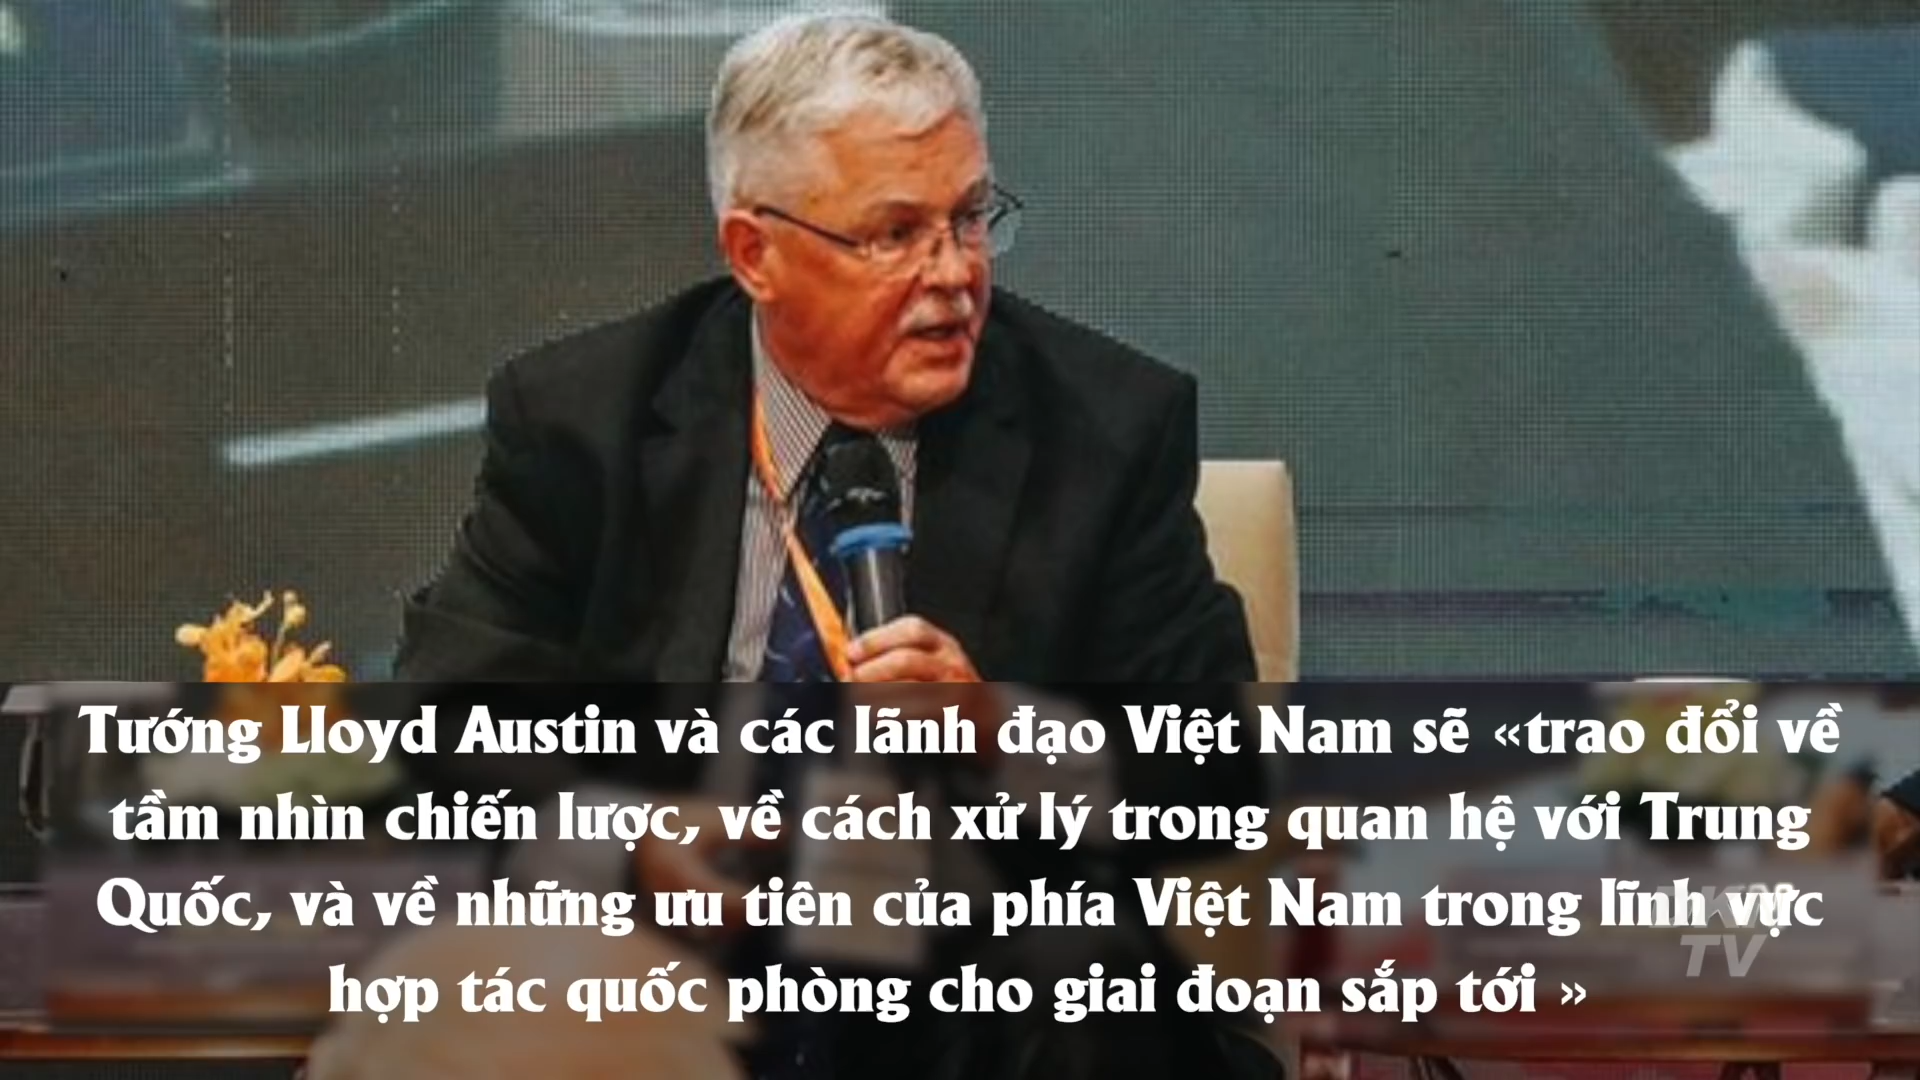 Tướng Lloyd Austin và các lãnh đạo Việt Nam sẽ «trao đổi về
tầm nhìn chiến lược, về cách xử lý trong quan hệ với Trung
Quốc, và về những ưu tiên của phía Việt Nam trong lĩnh vực
hợp tác quốc phòng cho giai đoạn sắp tới »
DKN
TV